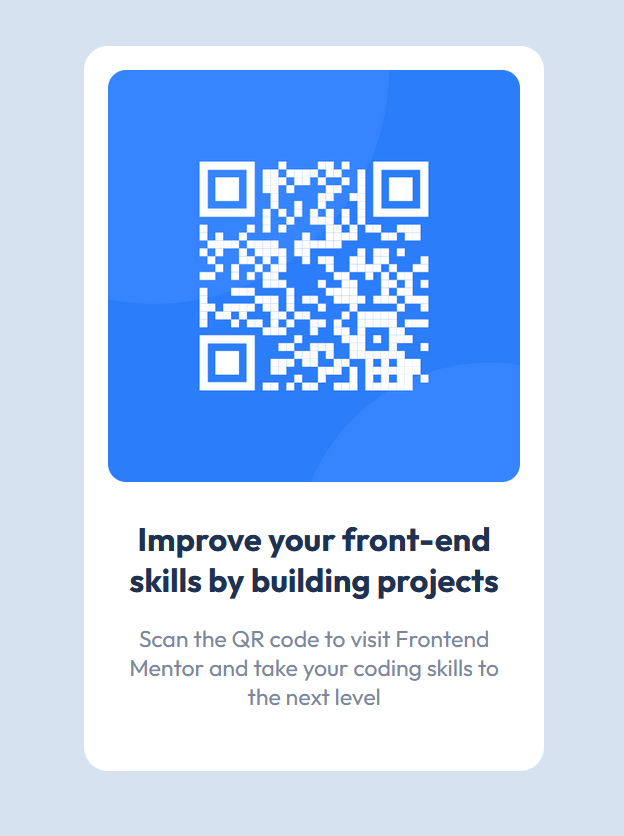 Improve your front-end
skills by building projects
Scan the QR code to visit Frontend
Mentor and take your coding skills to
the next level